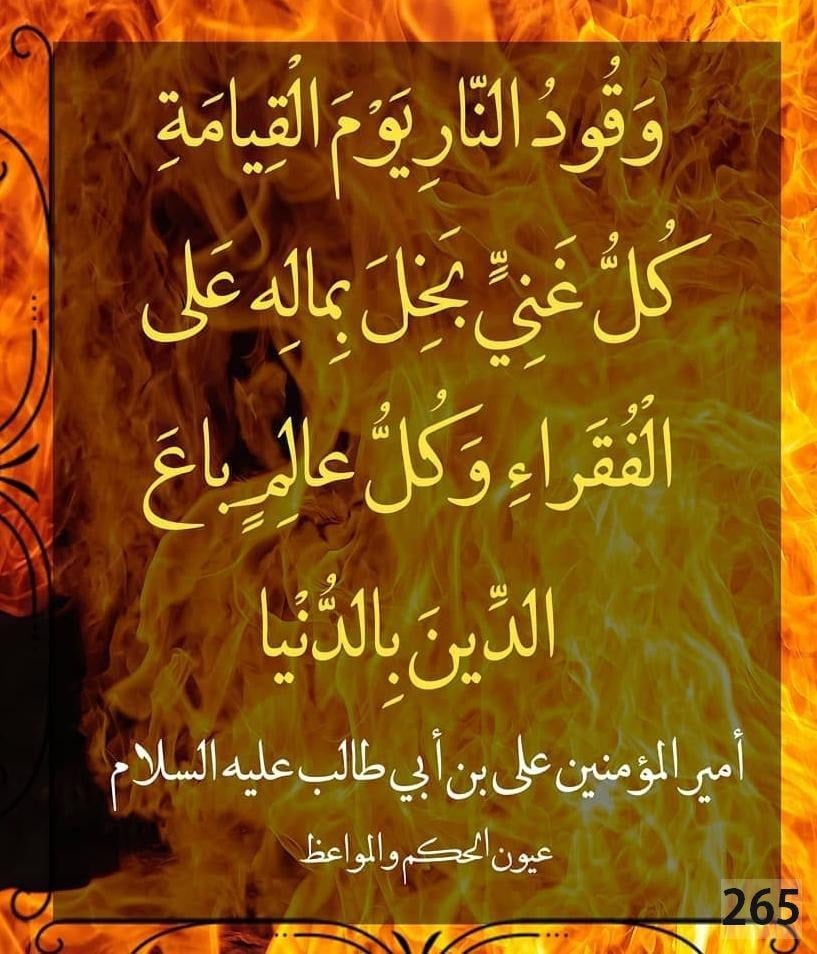 وَقُودُ النّارِ يَوْمَ الْقِيامَةِ
كُلُّ غَنِيٍّ بَخِلَ بِمالِهِ عَلى
الْفُقَراءِ وَكُلُّ عالِمٍ باعَ
الدِّينَ بِالدُّنْيا
أمير المؤمنين علي بن أبي طالب عليه السلام
عيون الحكم والمواعظ
265